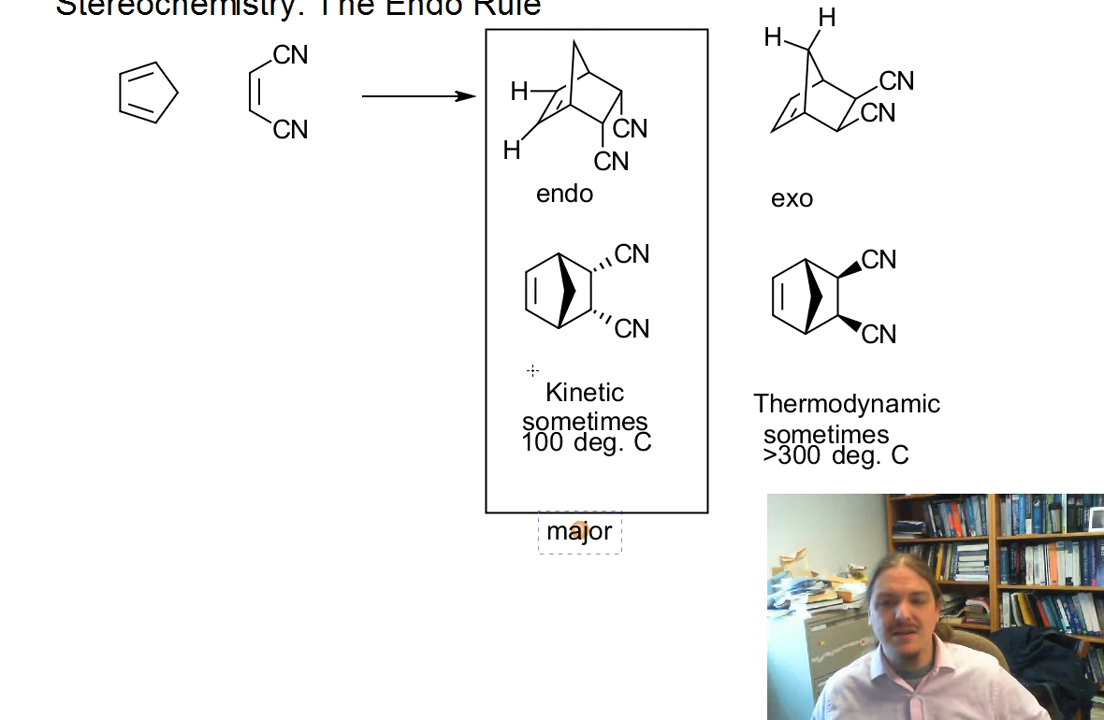 Stereochemistry: The Endo Rule
CN
CN
H
H
CN
CN
endo
H
H
CN
CN
exo
CN
CN
CN
CN
Kinetic
sometimes
100 deg. C
Thermodynamic
sometimes
>300 deg. C
major